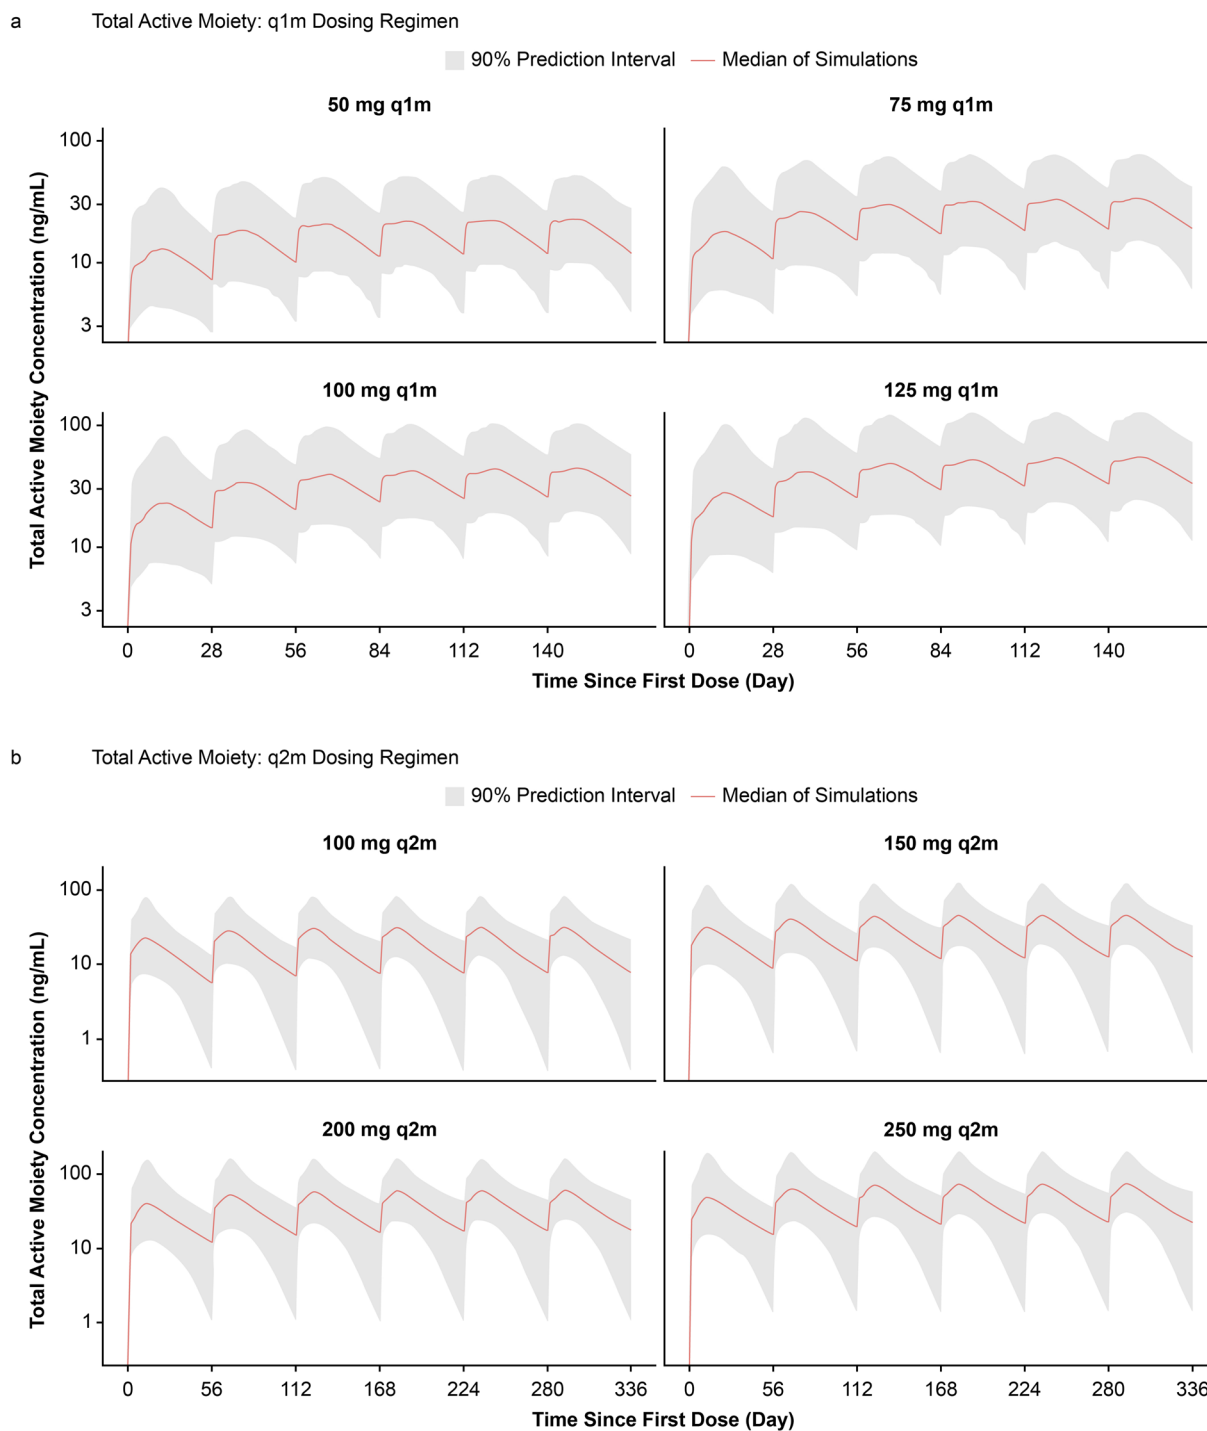 a Total Active Moiety: q1m Dosing Regimen
90% Prediction Interval Median of Simulations
50 mg q1m 75 mg q1m
100
30
10
3
100 mg q1m 125 mg q1m
100
30
10
3
Total Active Moiety Concentration (ng/mL)
0 28 56 84 112 140 0 28 56 84 112 140
Time Since First Dose (Day)
b Total Active Moiety: q2m Dosing Regimen
90% Prediction Interval Median of Simulations
100 mg q2m 150 mg q2m
100
10
1
200 mg q2m 250 mg q2m
100
10
1
Total Active Moiety Concentration (ng/mL)
0 56 112 168 224 280 336 0 56 112 168 224 280 336
Time Since First Dose (Day)